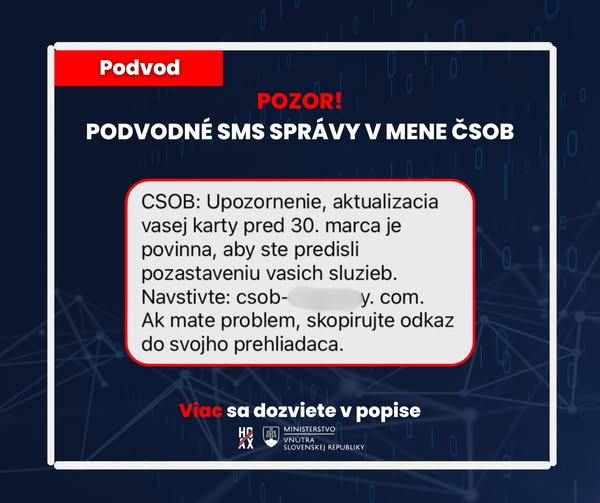 Podvod
POZOR!
PODVODNÉ SMS SPRÁVY V MENE ČSOB
CSOB: Upozornenie, aktualizacia
vasej karty pred 30. marca je
povinna, aby ste predisli
pozastaveniu vasich sluzieb.
Navstivte: csob- y. com.
Ak mate problem, skopirujte odkaz
do svojho prehliadaca.
Viac sa dozviete v popise
HOAX
MINISTERSTVO
VNÚTRA
SLOVENSKEJ REPUBLIKY